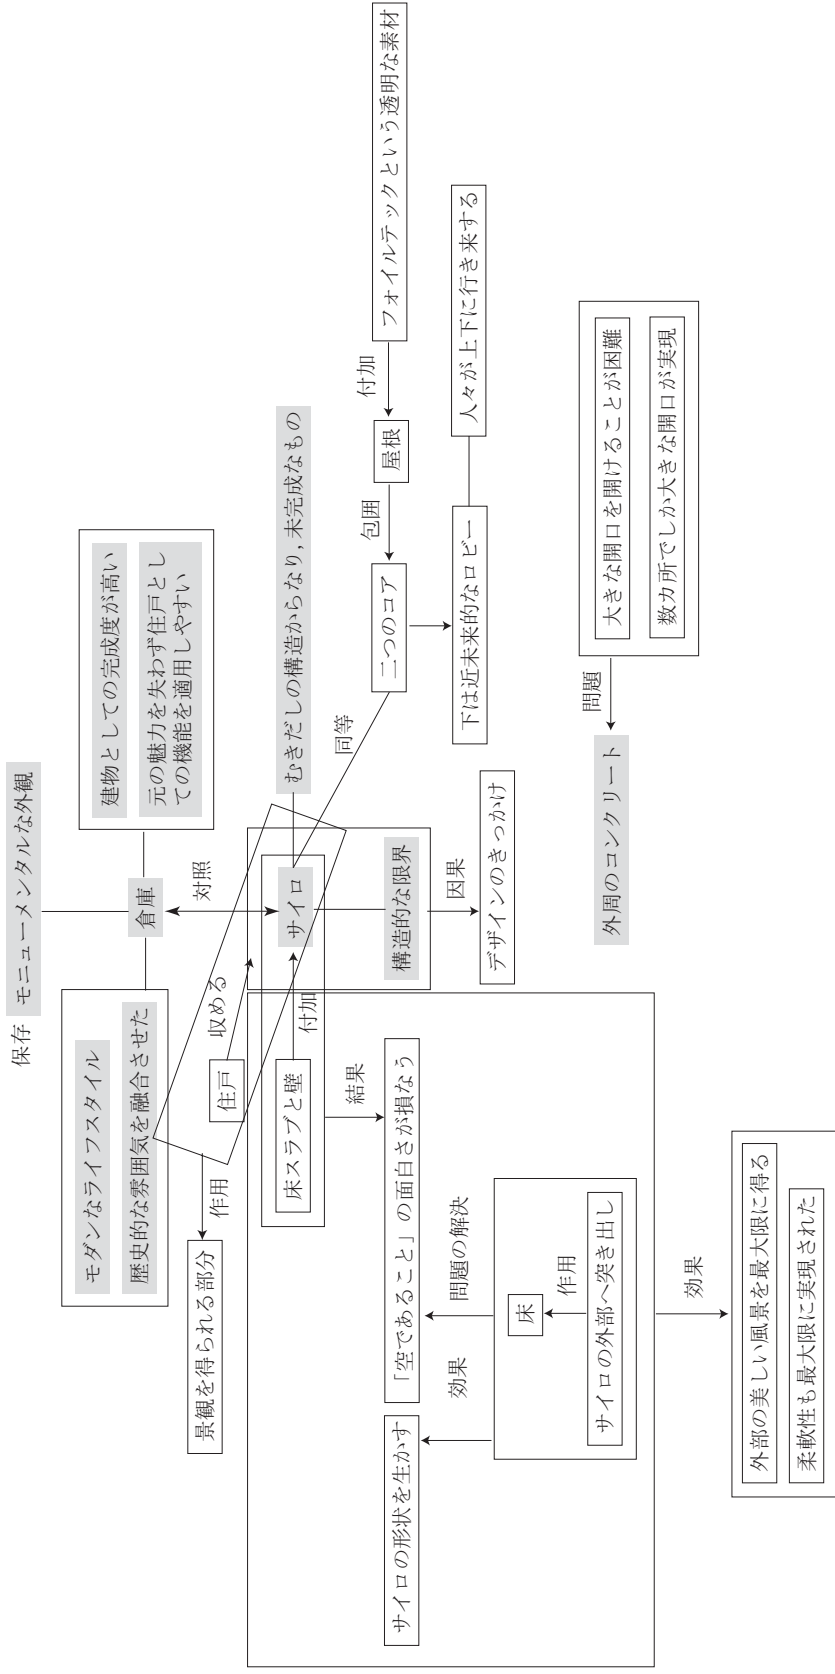 保存
モニューメンタルな外観
モダンなライフスタイル
歴史的な雰囲気を融合させた
倉庫
建物としての完成度が高い
元の魅力を失わず住戸とし
ての機能を適用しやすい
対照
景観を得られる部分
作用
住戸
収める
床スラブと壁
付加
サイロ
むきだしの構造からなり, 未完成なもの
同等
二つのコア
包囲
屋根
付加
フォイルテックという透明な素材
結果
構造的な限界
因果
デザインのきっかけ
下は近未来的なロビー
人々が上下に行き来する
サイロの形状を生かす
「空であること」の面白さが損なう
効果
問題の解決
床
作用
サイロの外部へ突き出し
外周のコンクリート
問題
大きな開口を開けることが困難
数カ所でしか大きな開口が実現
効果
外部の美しい風景を最大限に得る
柔軟性も最大限に実現された